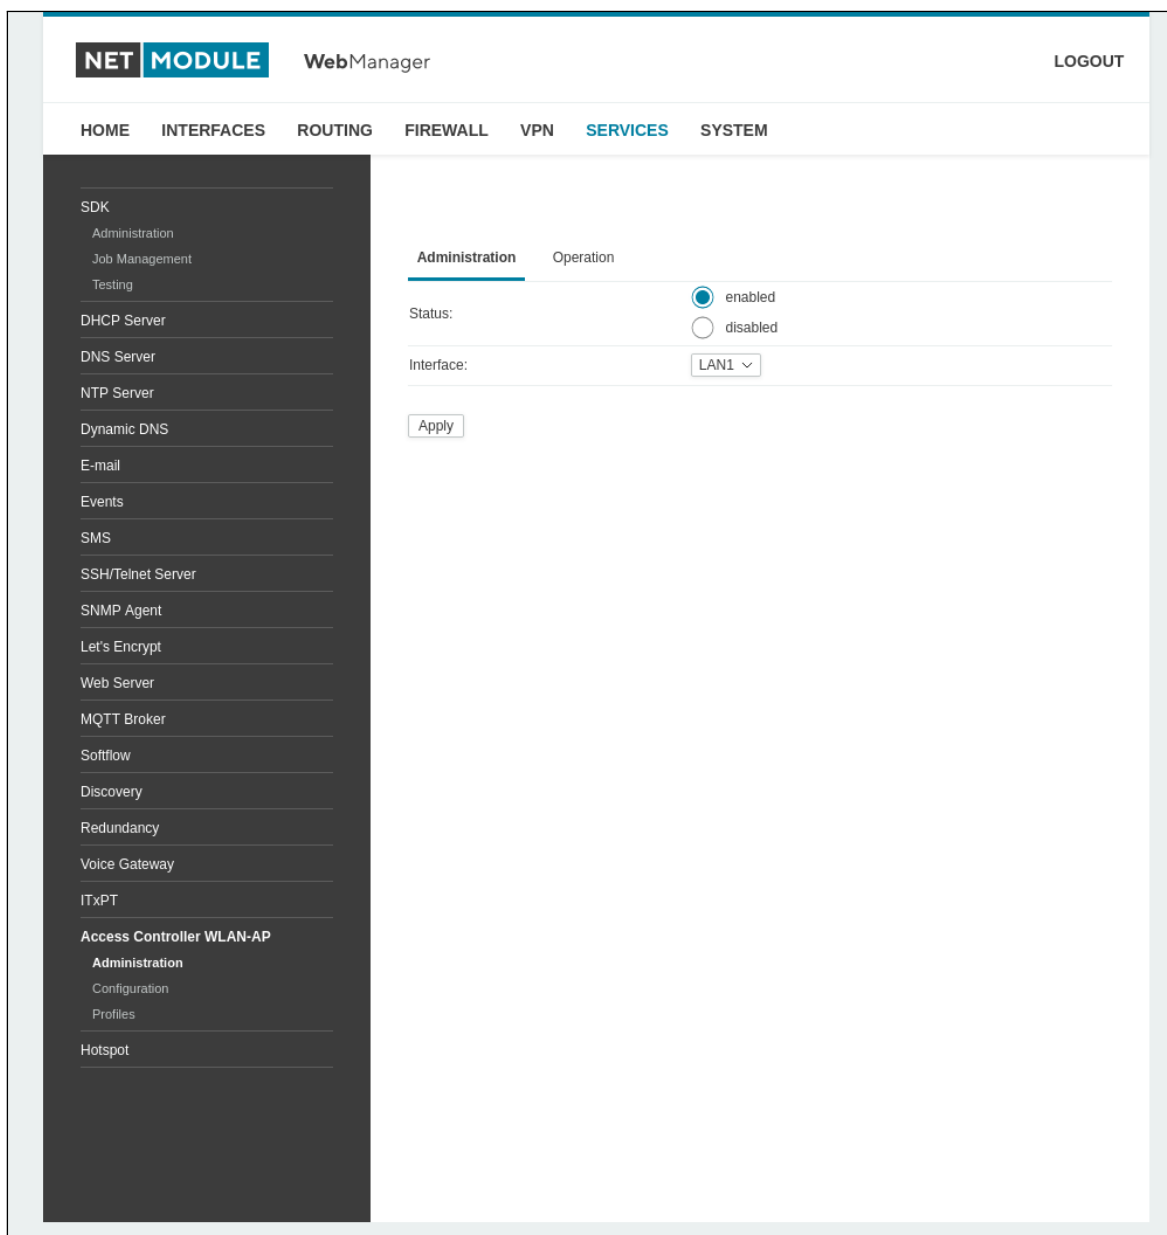 NET MODULE WebManager LOGOUT
HOME INTERFACES ROUTING FIREWALL VPN SERVICES SYSTEM
SDK
Administration
Job Management
Testing
DHCP Server
DNS Server
NTP Server
Dynamic DNS
E-mail
Events
SMS
SSH/Telnet Server
SNMP Agent
Let's Encrypt
Web Server
MQTT Broker
Softflow
Discovery
Redundancy
Voice Gateway
ITxPT
Access Controller WLAN-AP
Administration
Configuration
Profiles
Hotspot
Administration Operation
Status: enabled
disabled
Interface: LAN1
Apply